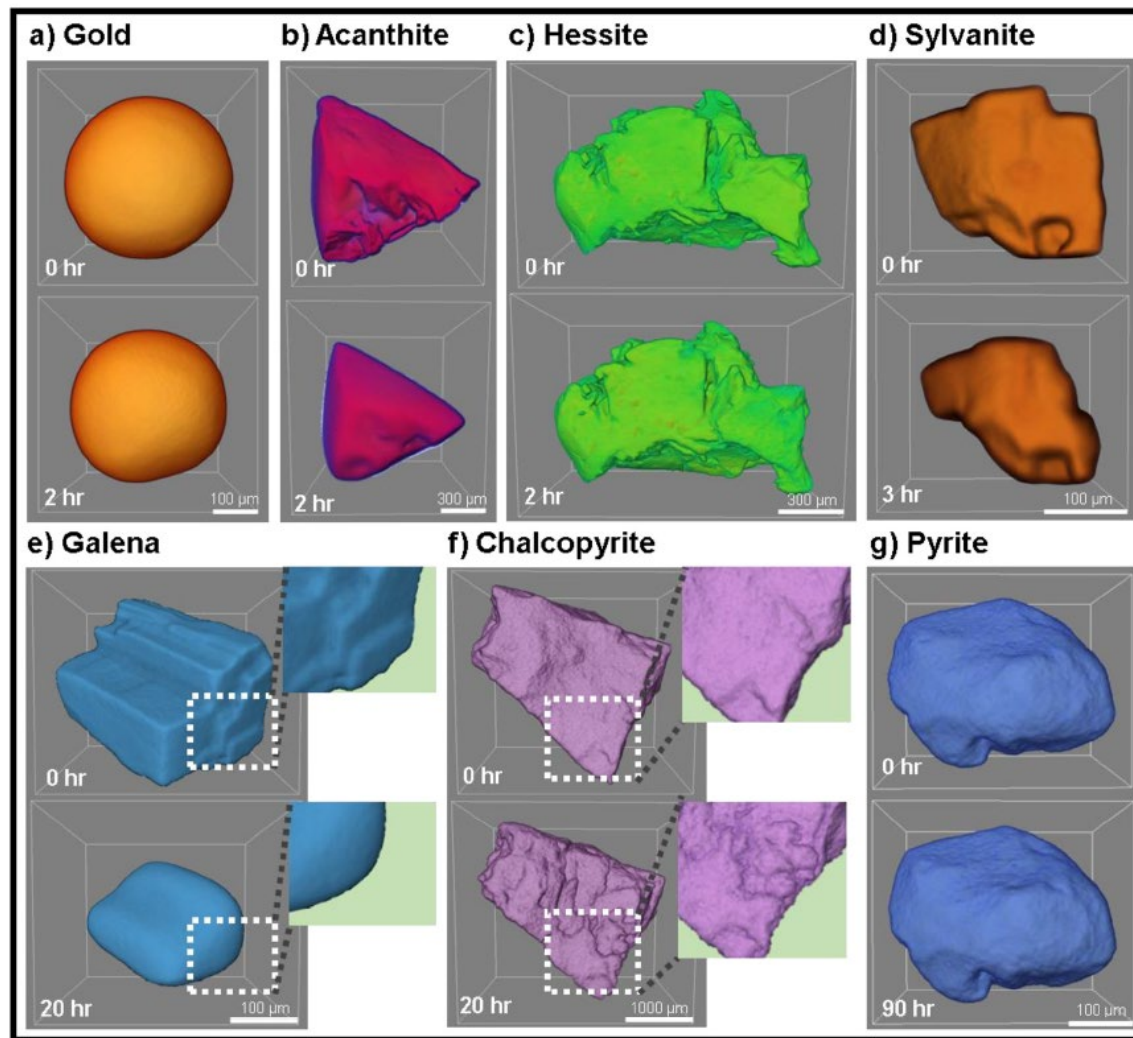 a) Gold
b) Acanthite
c) Hessite
d) Sylvanite
0 hr
0 hr
0 hr
0 hr
2 hr
100 µm
2 hr
300 µm
2 hr
300 µm
3 hr
100 µm
e) Galena
f) Chalcopyrite
g) Pyrite
0 hr
0 hr
0 hr
20 hr
100 µm
20 hr
1000 µm
90 hr
100 µm